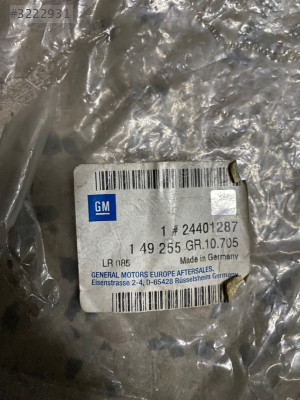 #3222931
GM
1 # 24401287
1 49 255 GR.10.705
LR 085 Made in Germany
GENERAL MOTORS EUROPE AFTERSALES,
Eisenstrasse 2-4, D-65428 Rüsselsheim Germany